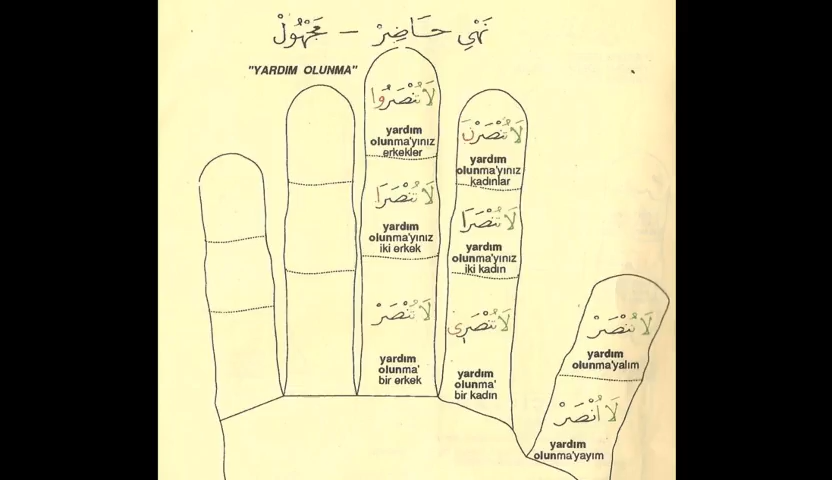 نَهْيِ حَاضِرْ – مَجْهُولْ
"YARDIM OLUNMA"
لَا تُنْصَرُوا
yardım
olunma'yınız
erkekler
لَا تُنْصَرَا
yardım
olunma'yınız
iki erkek
لَا تُنْصَرْ
yardım
olunma'
bir erkek
لَا تُنْصَرْنَ
yardım
olunma'yınız
kadınlar
لَا تُنْصَرَا
yardım
olunma'yınız
iki kadın
لَا تُنْصَرِي
yardım
olunma'
bir kadın
لَا نُنْصَرْ
yardım
olunma'yalım
لَا اُنْصَرْ
yardım
olunma'yayım